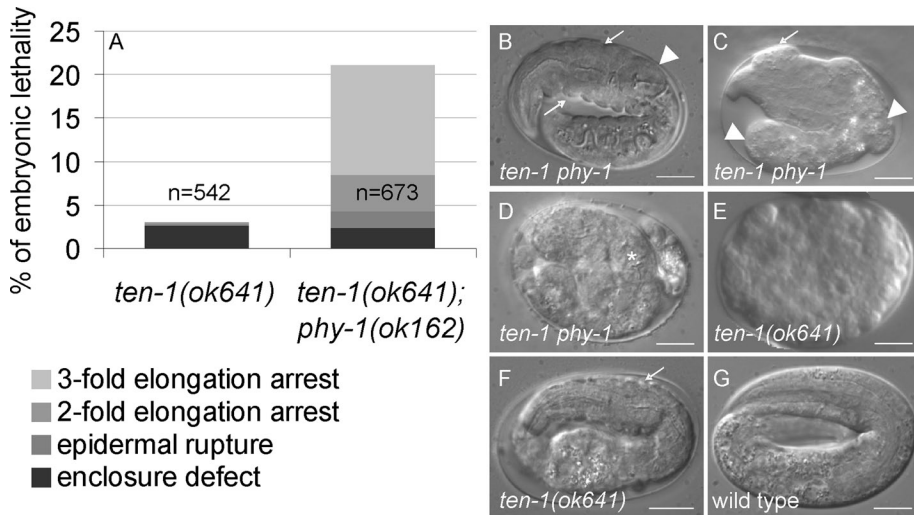 A
% of embryonic lethality
25
20
15
10
5
0
n=542
n=673
ten-1(ok641)
ten-1(ok641);
phy-1(ok162)
3-fold elongation arrest
2-fold elongation arrest
epidermal rupture
enclosure defect
B
ten-1 phy-1
C
ten-1 phy-1
D
*
ten-1 phy-1
E
ten-1(ok641)
F
ten-1(ok641)
G
wild type